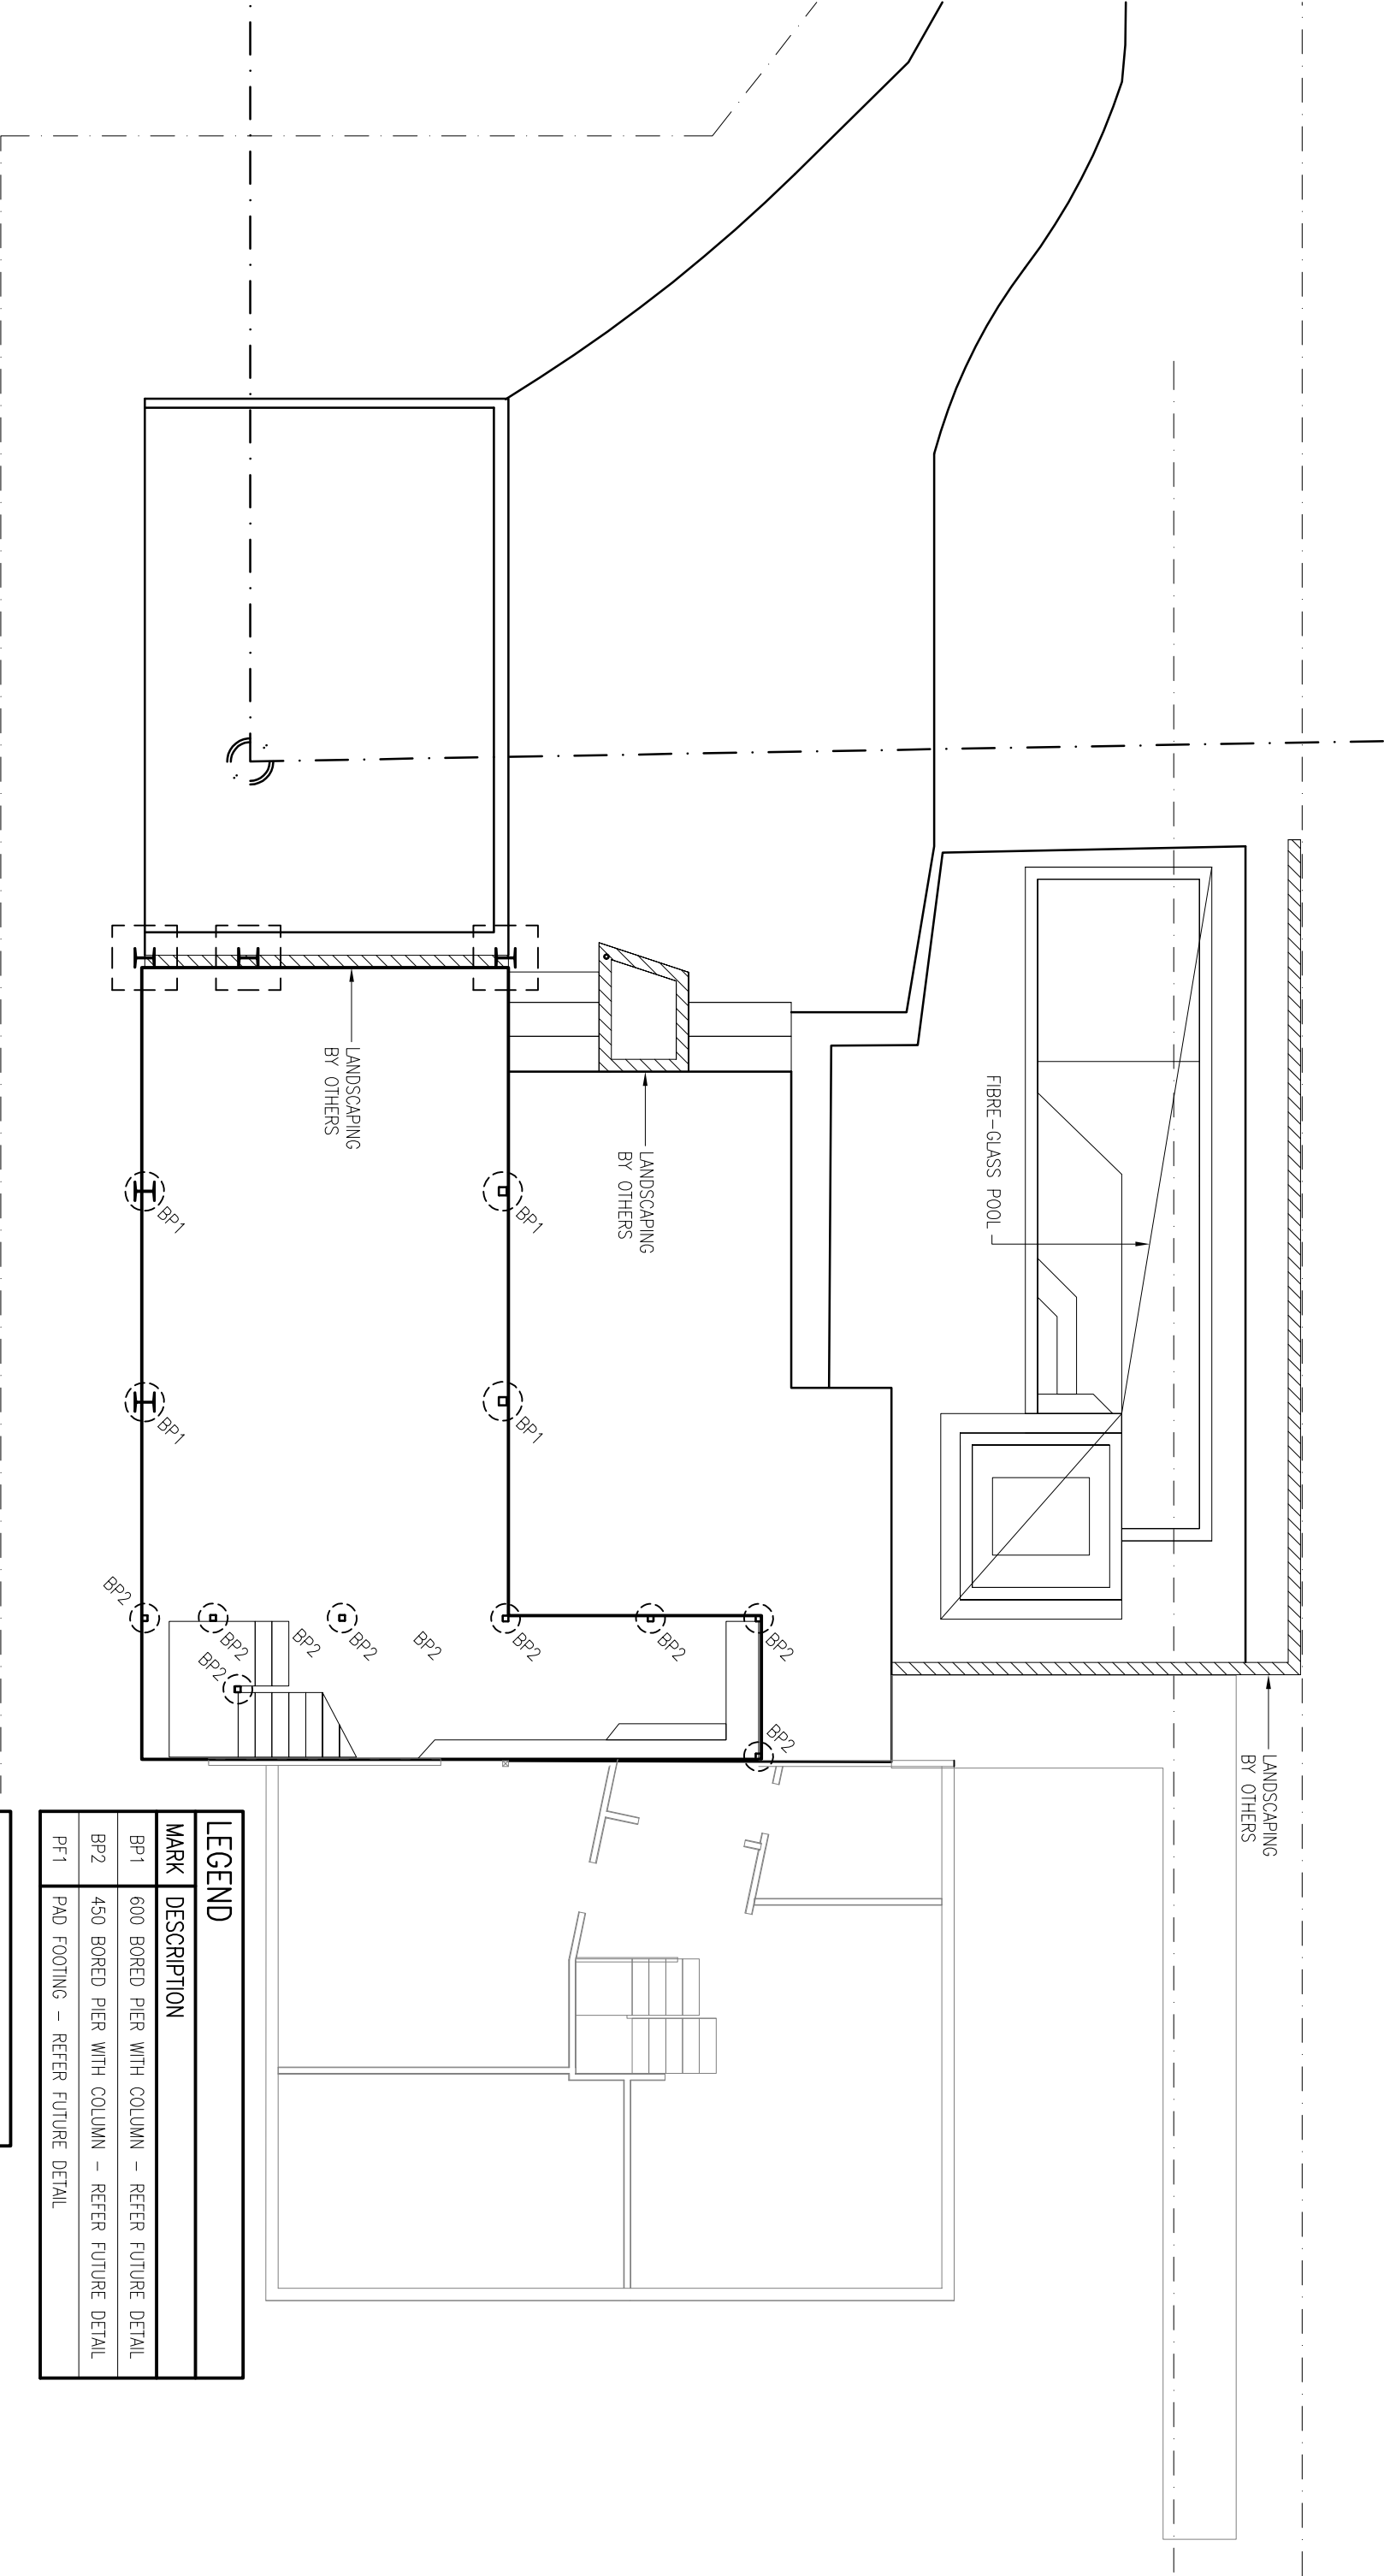 LANDSCAPING
BY OTHERS
LANDSCAPING
BY OTHERS
FIBRE-GLASS POOL
BP1
BP1
BP1
BP1
BP2
BP2
BP2
BP2
BP2
BP2
BP2
BP2
BP2
BP2
LANDSCAPING
BY OTHERS
LEGEND
MARK DESCRIPTION
BP1 600 BORED PIER WITH COLUMN - REFER FUTURE DETAIL
BP2 450 BORED PIER WITH COLUMN - REFER FUTURE DETAIL
PF1 PAD FOOTING - REFER FUTURE DETAIL